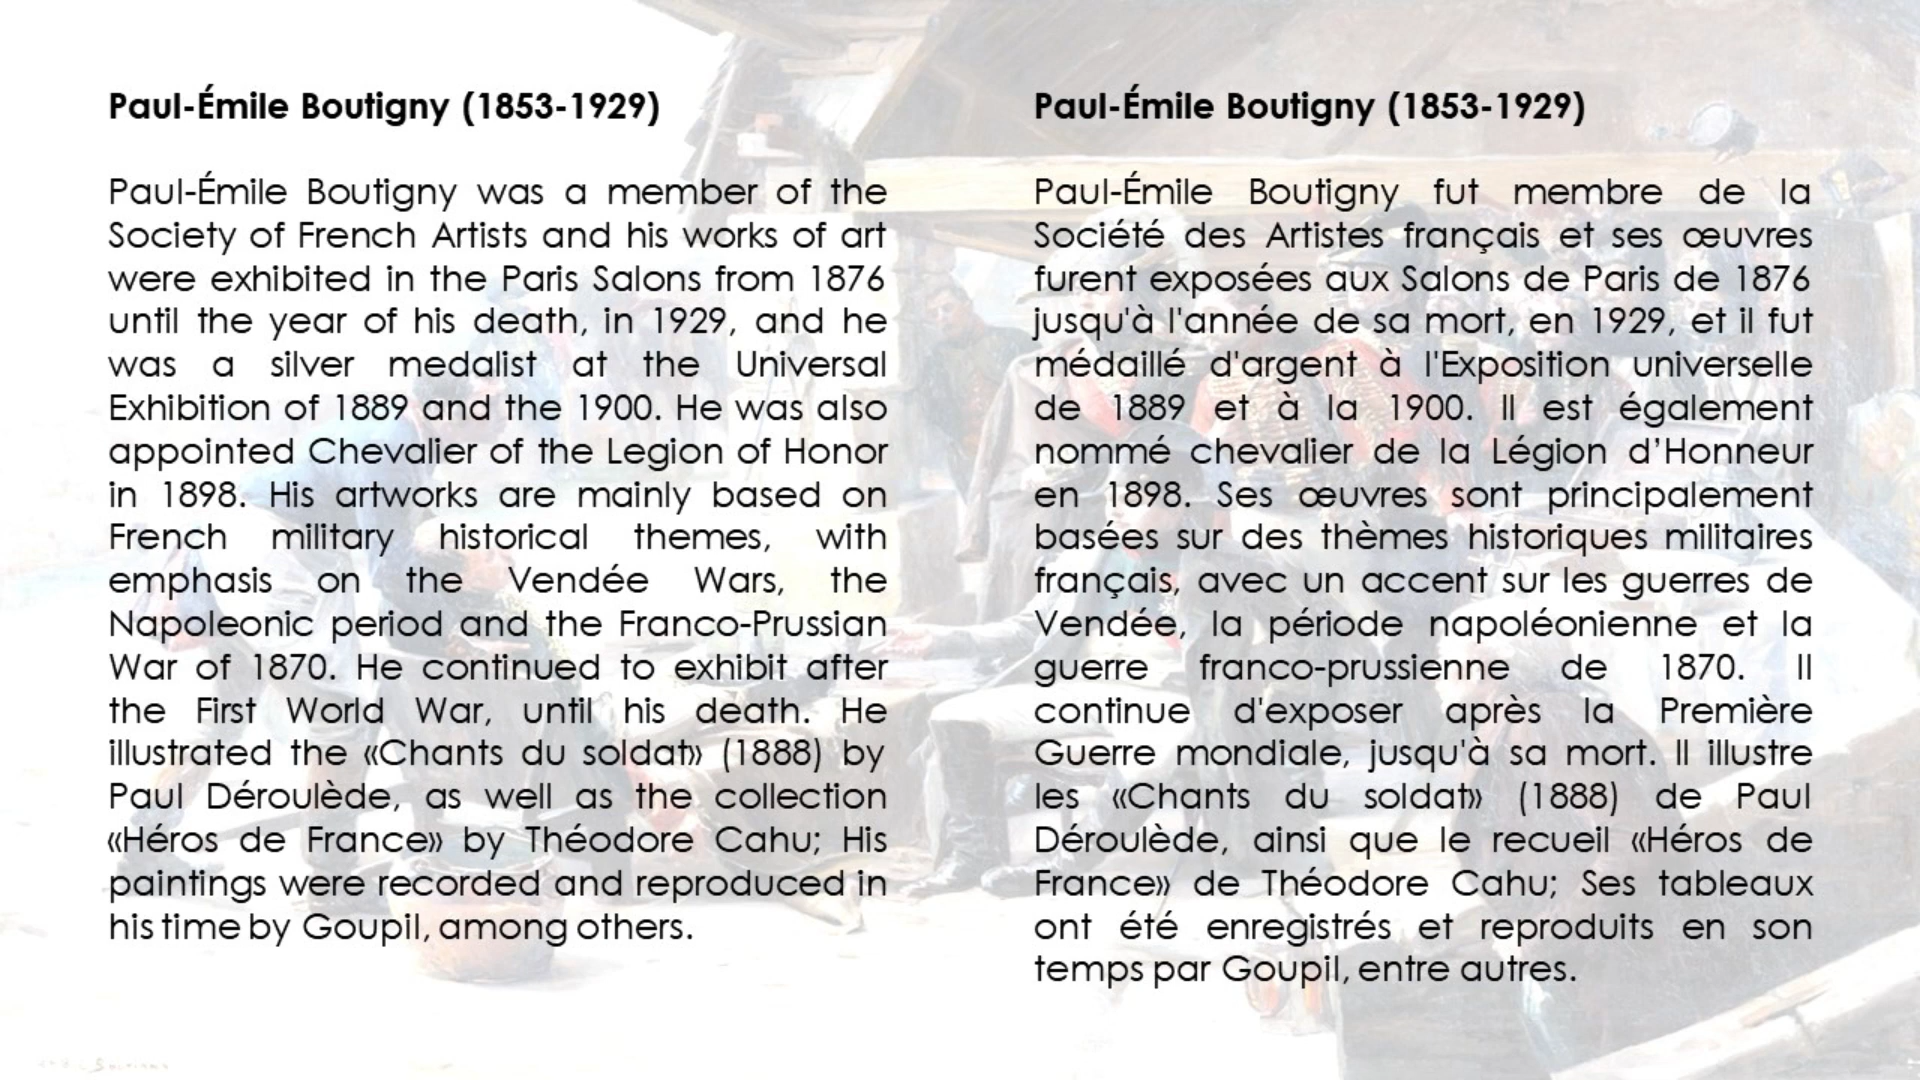 Paul-Émile Boutigny (1853-1929)
Paul-Émile Boutigny was a member of the
Society of French Artists and his works of art
were exhibited in the Paris Salons from 1876
until the year of his death, in 1929, and he
was a silver medalist at the Universal
Exhibition of 1889 and the 1900. He was also
appointed Chevalier of the Legion of Honor
in 1898. His artworks are mainly based on
French military historical themes, with
emphasis on the Vendée Wars, the
Napoleonic period and the Franco-Prussian
War of 1870. He continued to exhibit after
the First World War, until his death. He
illustrated the «Chants du soldat» (1888) by
Paul Déroulède, as well as the collection
«Héros de France» by Théodore Cahu; His
paintings were recorded and reproduced in
his time by Goupil, among others.
Paul-Émile Boutigny (1853-1929)
Paul-Émile Boutigny fut membre de la
Société des Artistes français et ses œuvres
furent exposées aux Salons de Paris de 1876
jusqu'à l'année de sa mort, en 1929, et il fut
médaillé d'argent à l'Exposition universelle
de 1889 et à la 1900. Il est également
nommé chevalier de la Légion d’Honneur
en 1898. Ses œuvres sont principalement
basées sur des thèmes historiques militaires
français, avec un accent sur les guerres de
Vendée, la période napoléonienne et la
guerre franco-prussienne de 1870. Il
continue d'exposer après la Première
Guerre mondiale, jusqu'à sa mort. Il illustre
les «Chants du soldat» (1888) de Paul
Déroulède, ainsi que le recueil «Héros de
France» de Théodore Cahu; Ses tableaux
ont été enregistrés et reproduits en son
temps par Goupil, entre autres.